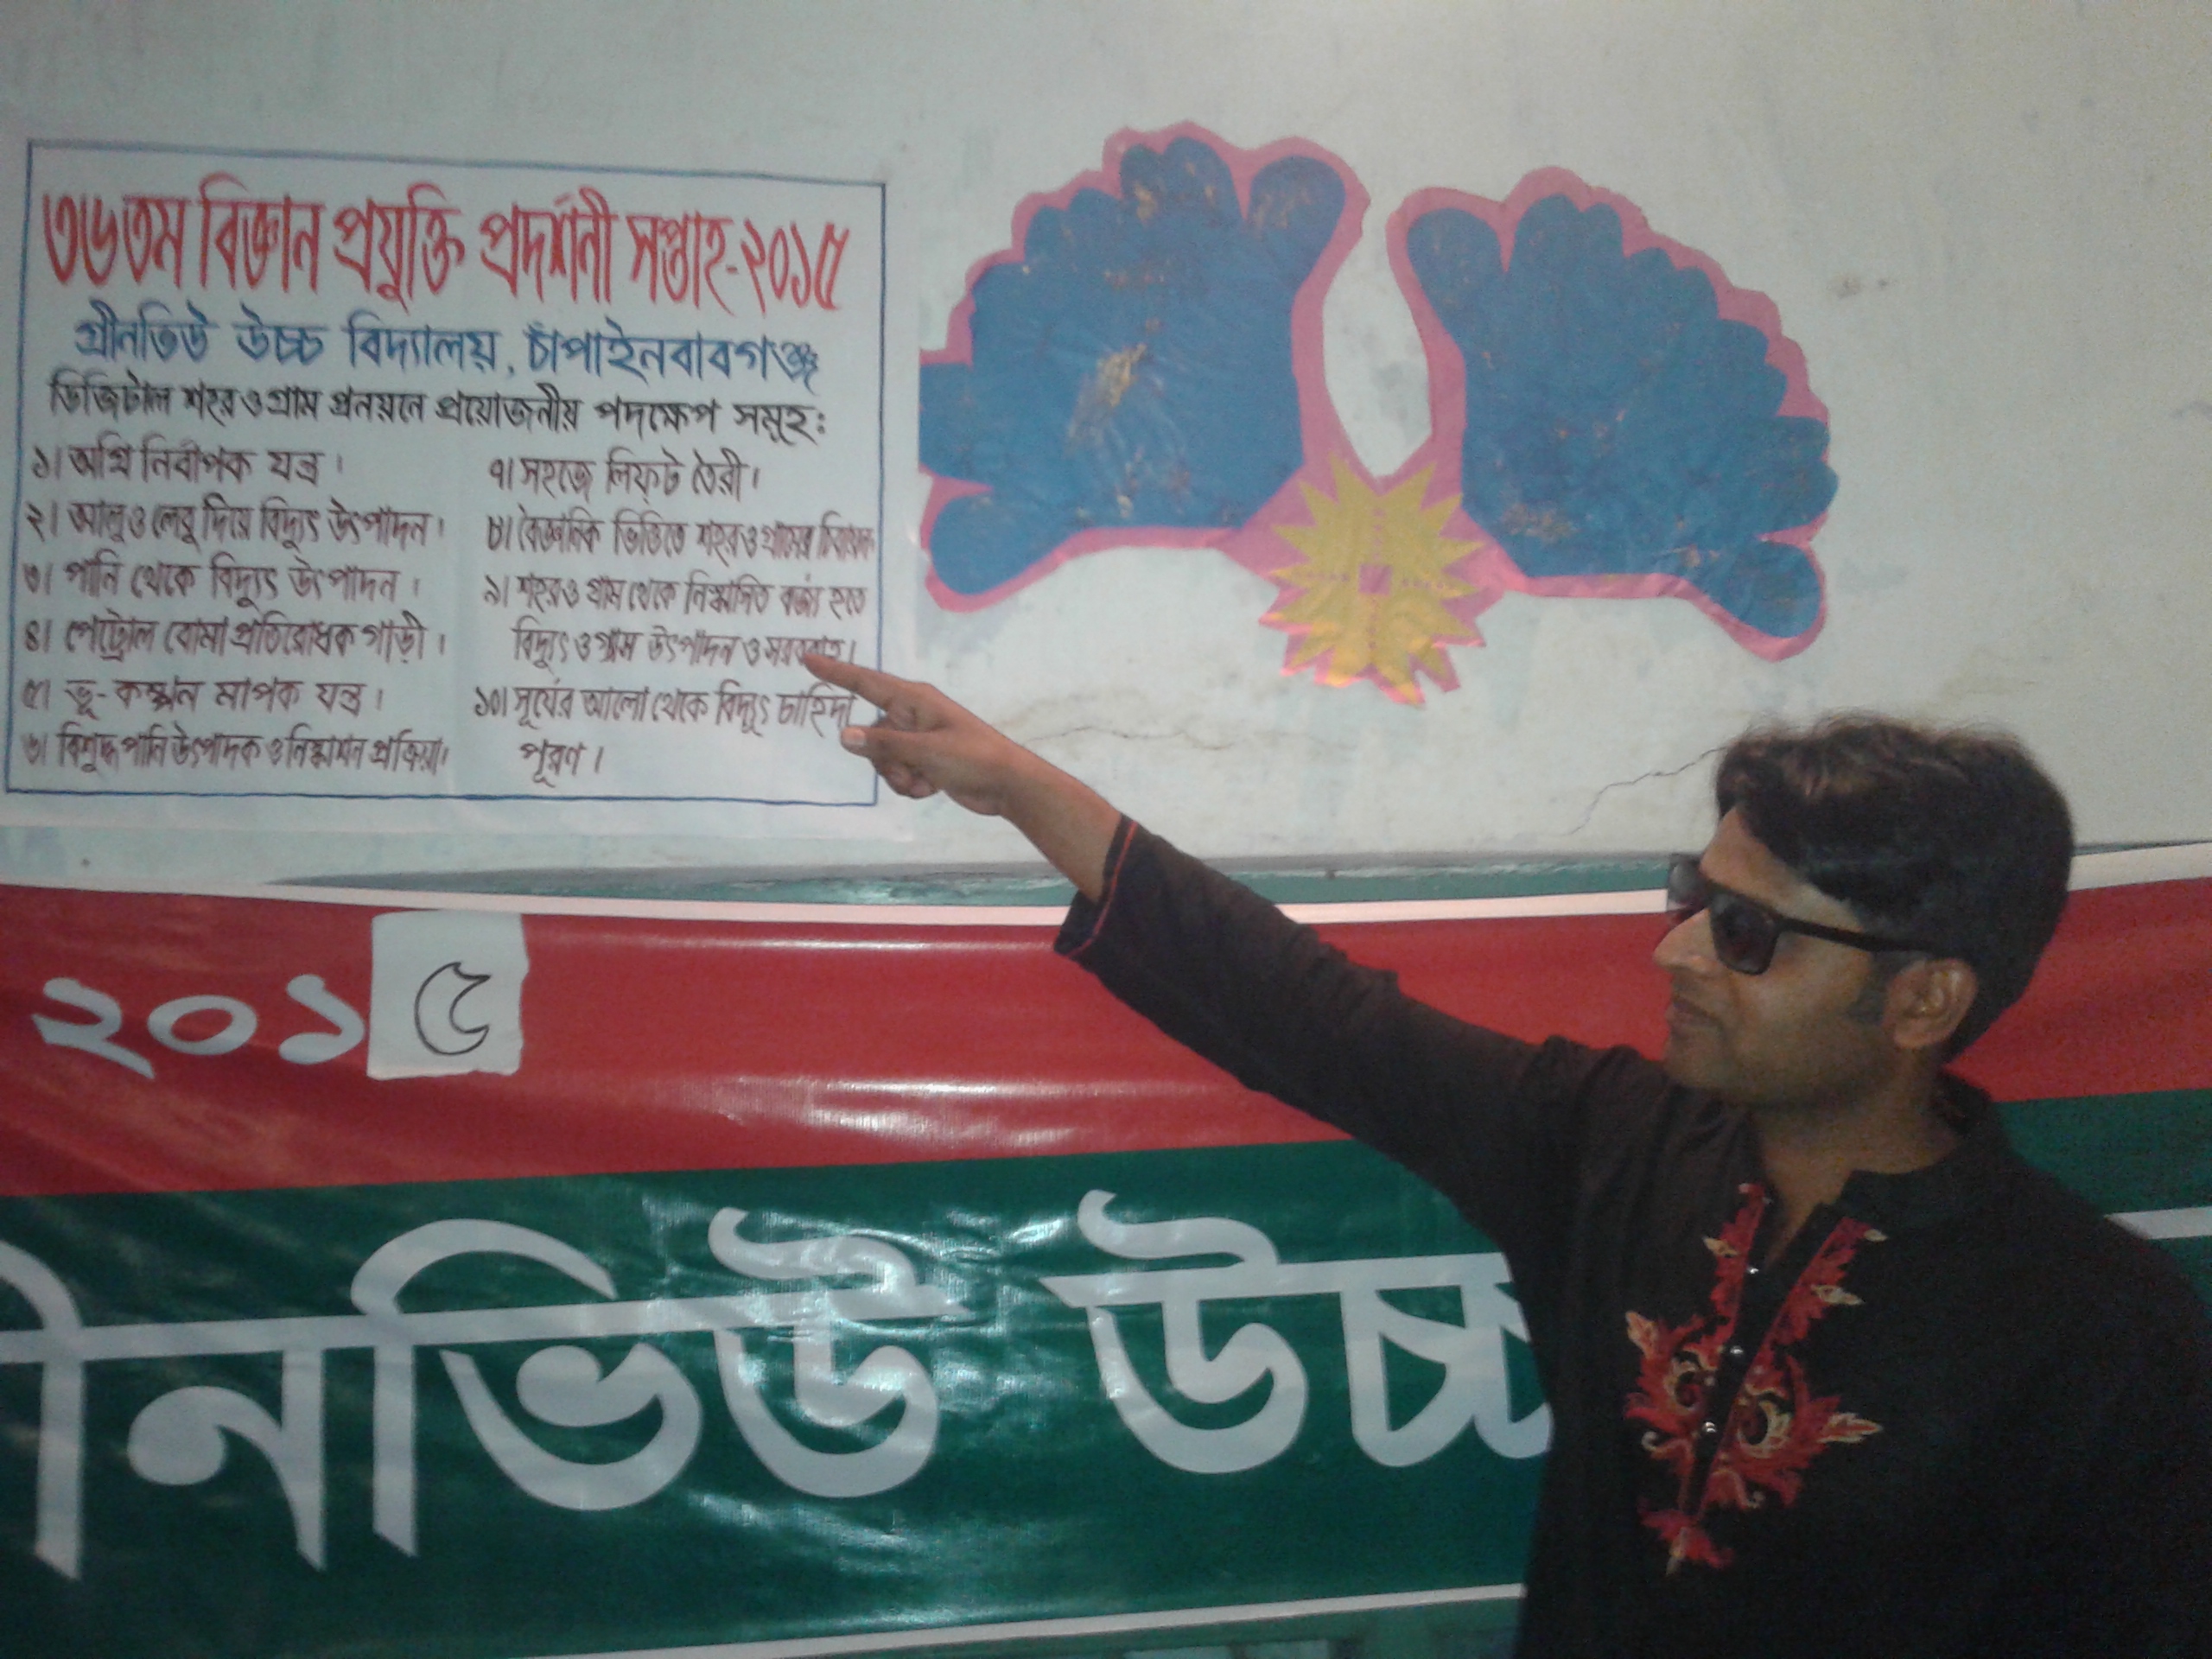 ৩৬তম বিজ্ঞান প্রযুক্তি প্রদর্শনী সপ্তাহ-২০১৫
গ্রীনভিউ উচ্চ বিদ্যালয়, চাঁপাইনবাবগঞ্জ
ডিজিটাল শহর ও গ্রাম প্রনয়নে প্রয়োজনীয় পদক্ষেপ সমূহ:
১। অগ্নি নির্বাপক যন্ত্র।
২। আলু ও লেবু দিয়ে বিদ্যুৎ উৎপাদন।
৩। পানি থেকে বিদ্যুৎ উৎপাদন।
৪। পেট্রোল বোমা প্রতিরোধক গাড়ী।
৫। ভূ-কম্পন মাপক যন্ত্র।
৬। বিশুদ্ধ পানি উৎপাদক ও নিষ্কাশন প্রক্রিয়া।
৭। সহজে লিফ্ট তৈরী।
৮। বৈজ্ঞানিক ভিত্তিতে শহর ও গ্রামের
৯। শহর ও গ্রাম থেকে নিষ্কাসিত বর্জ্য হতে
বিদ্যুৎ ও গ্যাস উৎপাদন ও সরবরাহ।
১০। সূর্যের আলো থেকে বিদ্যুৎ চাহিদা
পূরণ।
২০১৫
ীনভিউ উচ্চ